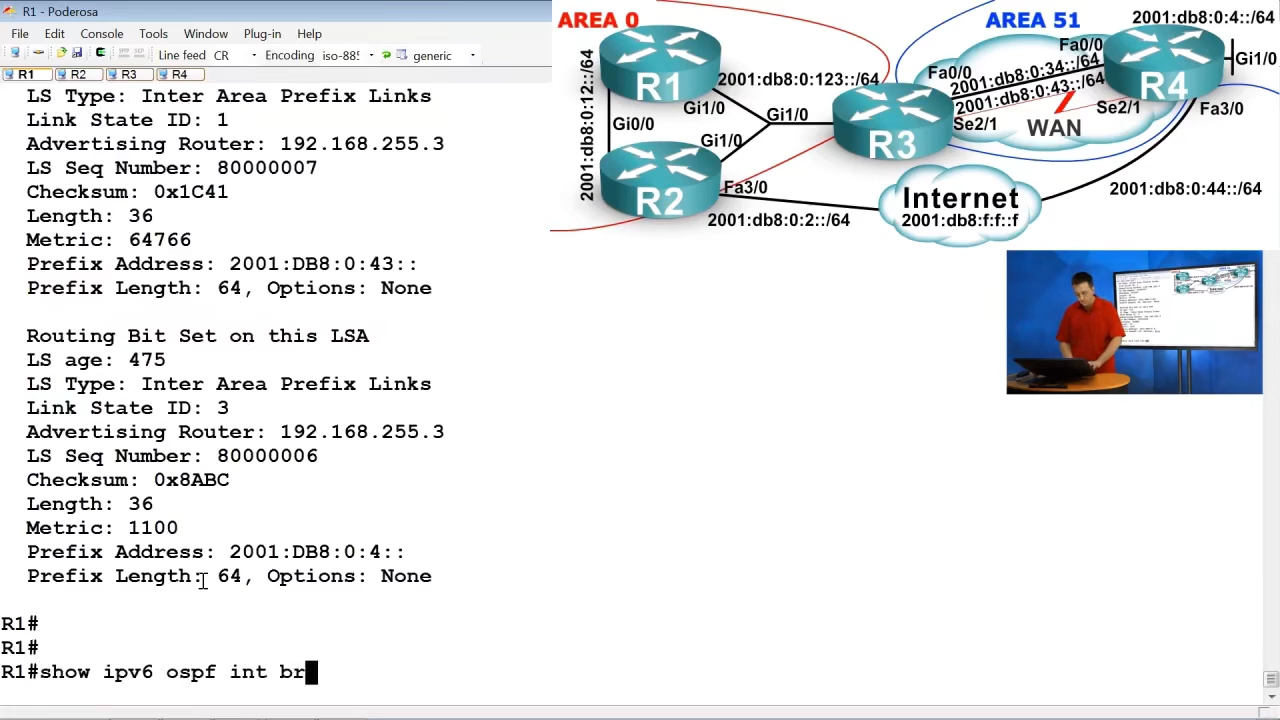 R1 - Poderosa
File Edit Console Tools Window PlugIn Help
Line feed CR Encoding iso-88! generic
R1 R2 R3 R4
LS Type: Inter Area Prefix Links
Link State ID: 1
Advertising Router: 192.168.255.3
LS Seq Number: 80000007
Checksum: 0x1C41
Length: 36
Metric: 64766
Prefix Address: 2001:DB8:0:43::
Prefix Length: 64, Options: None
Routing Bit Set on this LSA
LS age: 475
LS Type: Inter Area Prefix Links
Link State ID: 3
Advertising Router: 192.168.255.3
LS Seq Number: 80000006
Checksum: 0x8ABC
Length: 36
Metric: 1100
Prefix Address: 2001:DB8:0:4::
Prefix Length: 64, Options: None
R1#
R1#
R1#show ipv6 ospf int br
AREA 0
AREA 51
2001:db8:0:4::/64
2001:db8:0:12::/64
R1
Gi1/0
Gi0/0
2001:db8:0:123::/64
Gi1/0
Gi1/0
R2
Fa3/0
2001:db8:0:2::/64
R3
Fa0/0
2001:db8:0:34::/64
2001:db8:0:43::/64
Se2/1
WAN
Fa0/0
R4
Se2/1
Gi1/0
Fa3/0
2001:db8:0:44::/64
Internet
2001:db8:f:f::f